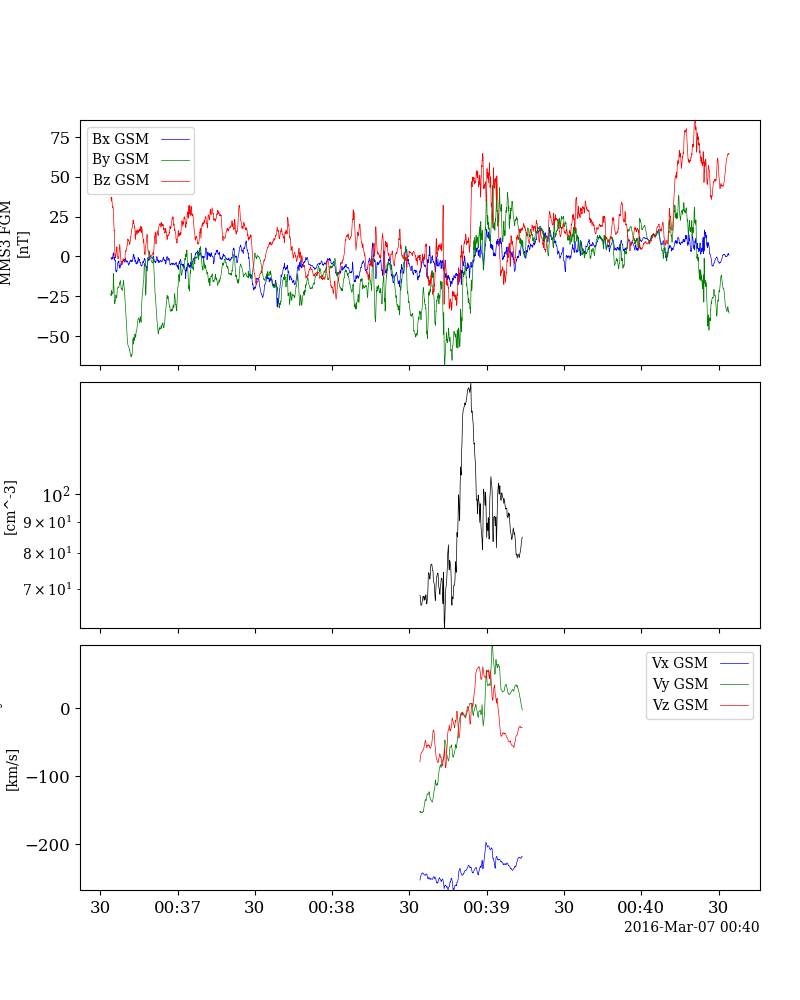 MMS3 FGM
[nT]
75
50
25
0
−25
−50
Bx GSM
By GSM
Bz GSM
[cm^-3]
10²
9 × 10¹
8 × 10¹
7 × 10¹
[km/s]
0
−100
−200
Vx GSM
Vy GSM
Vz GSM
30 00:37 30 00:38 30 00:39 30 00:40 30
2016-Mar-07 00:40